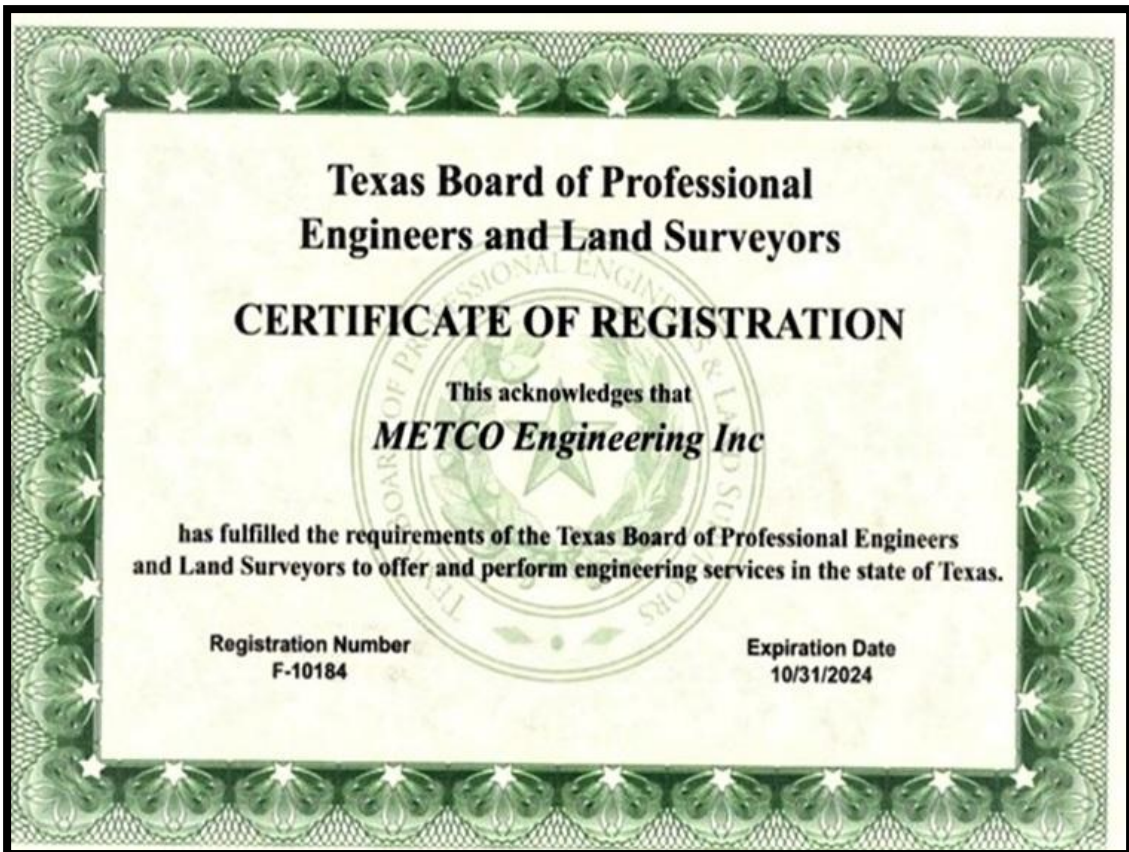 Texas Board of Professional
Engineers and Land Surveyors
CERTIFICATE OF REGISTRATION
This acknowledges that
METCO Engineering Inc
has fulfilled the requirements of the Texas Board of Professional Engineers
and Land Surveyors to offer and perform engineering services in the state of Texas.
Registration Number
F-10184
Expiration Date
10/31/2024